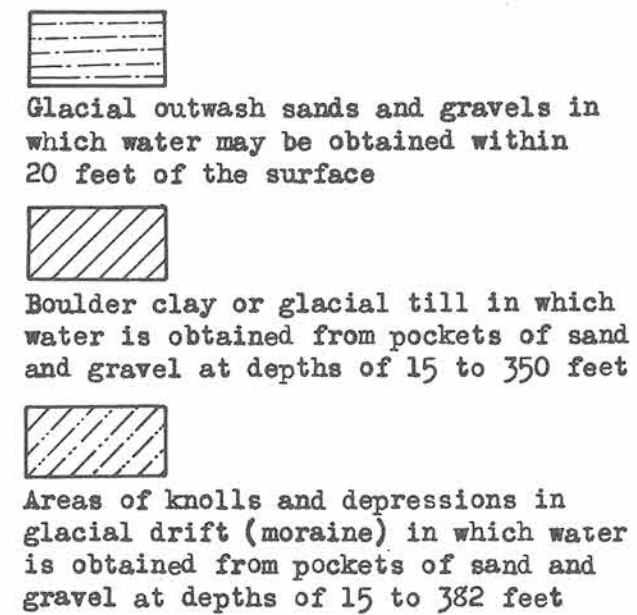 Glacial outwash sands and gravels in
which water may be obtained within
20 feet of the surface
Boulder clay or glacial till in which
water is obtained from pockets of sand
and gravel at depths of 15 to 350 feet
Areas of knolls and depressions in
glacial drift (moraine) in which water
is obtained from pockets of sand and
gravel at depths of 15 to 382 feet